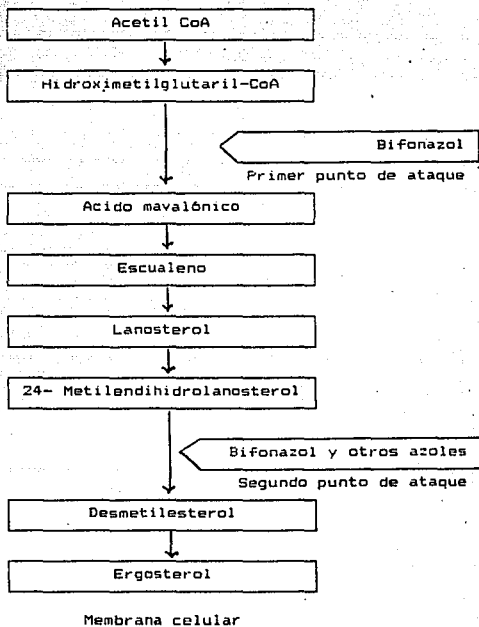 Acetil CoA
Hidroximetilglutaril-CoA
Bifonazol
Primer punto de ataque
Acido mavalónico
Escualeno
Lanosterol
24- Metilendihidrolanosterol
Bifonazol y otros azoles
Segundo punto de ataque
Desmetilesterol
Ergosterol
Membrana celular